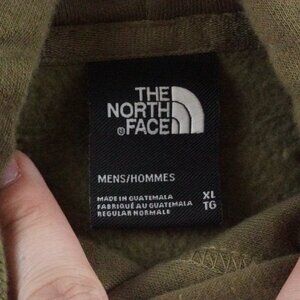 THE
NORTH
FACE
MENS/HOMMES
MADE IN GUATEMALA
FABRIQUÉ AU GUATEMALA
REGULAR NORMALE
XL
TG